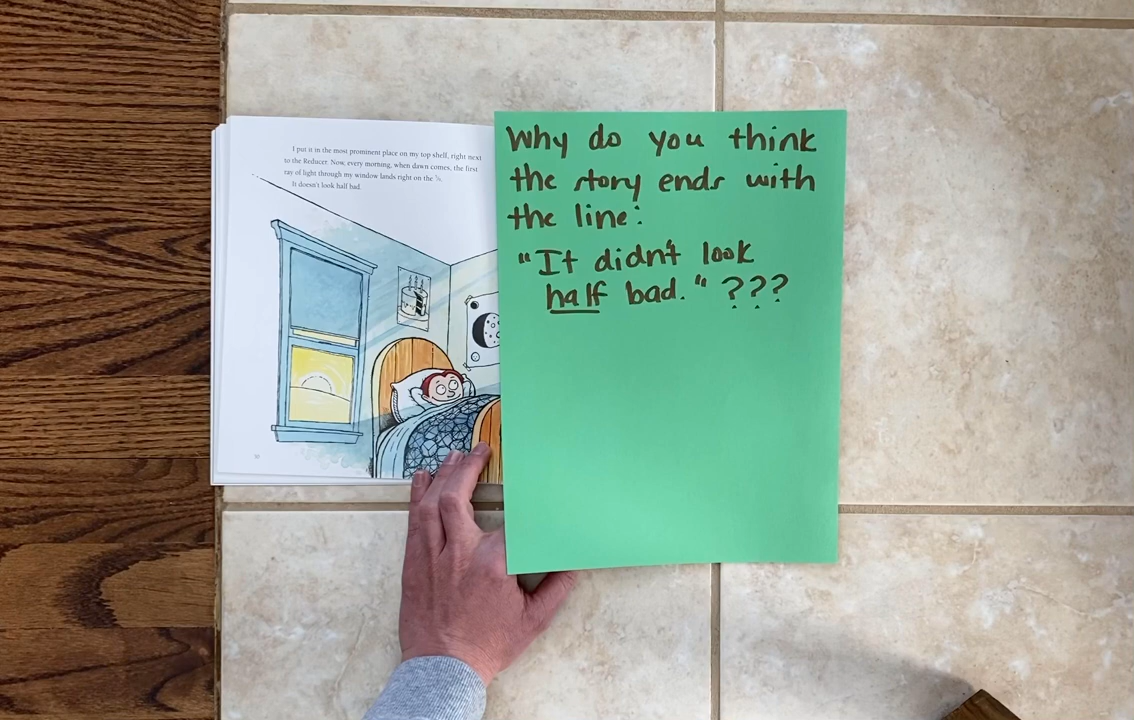 I put it in the most prominent place on my top shelf, right next
to the Reducer. Now, every morning, when dawn comes, the first
ray of light through my window lands right on the
It doesn't look half bad.
Why do you think
the story ends with
the line:
"It didn't look
half bad." ???